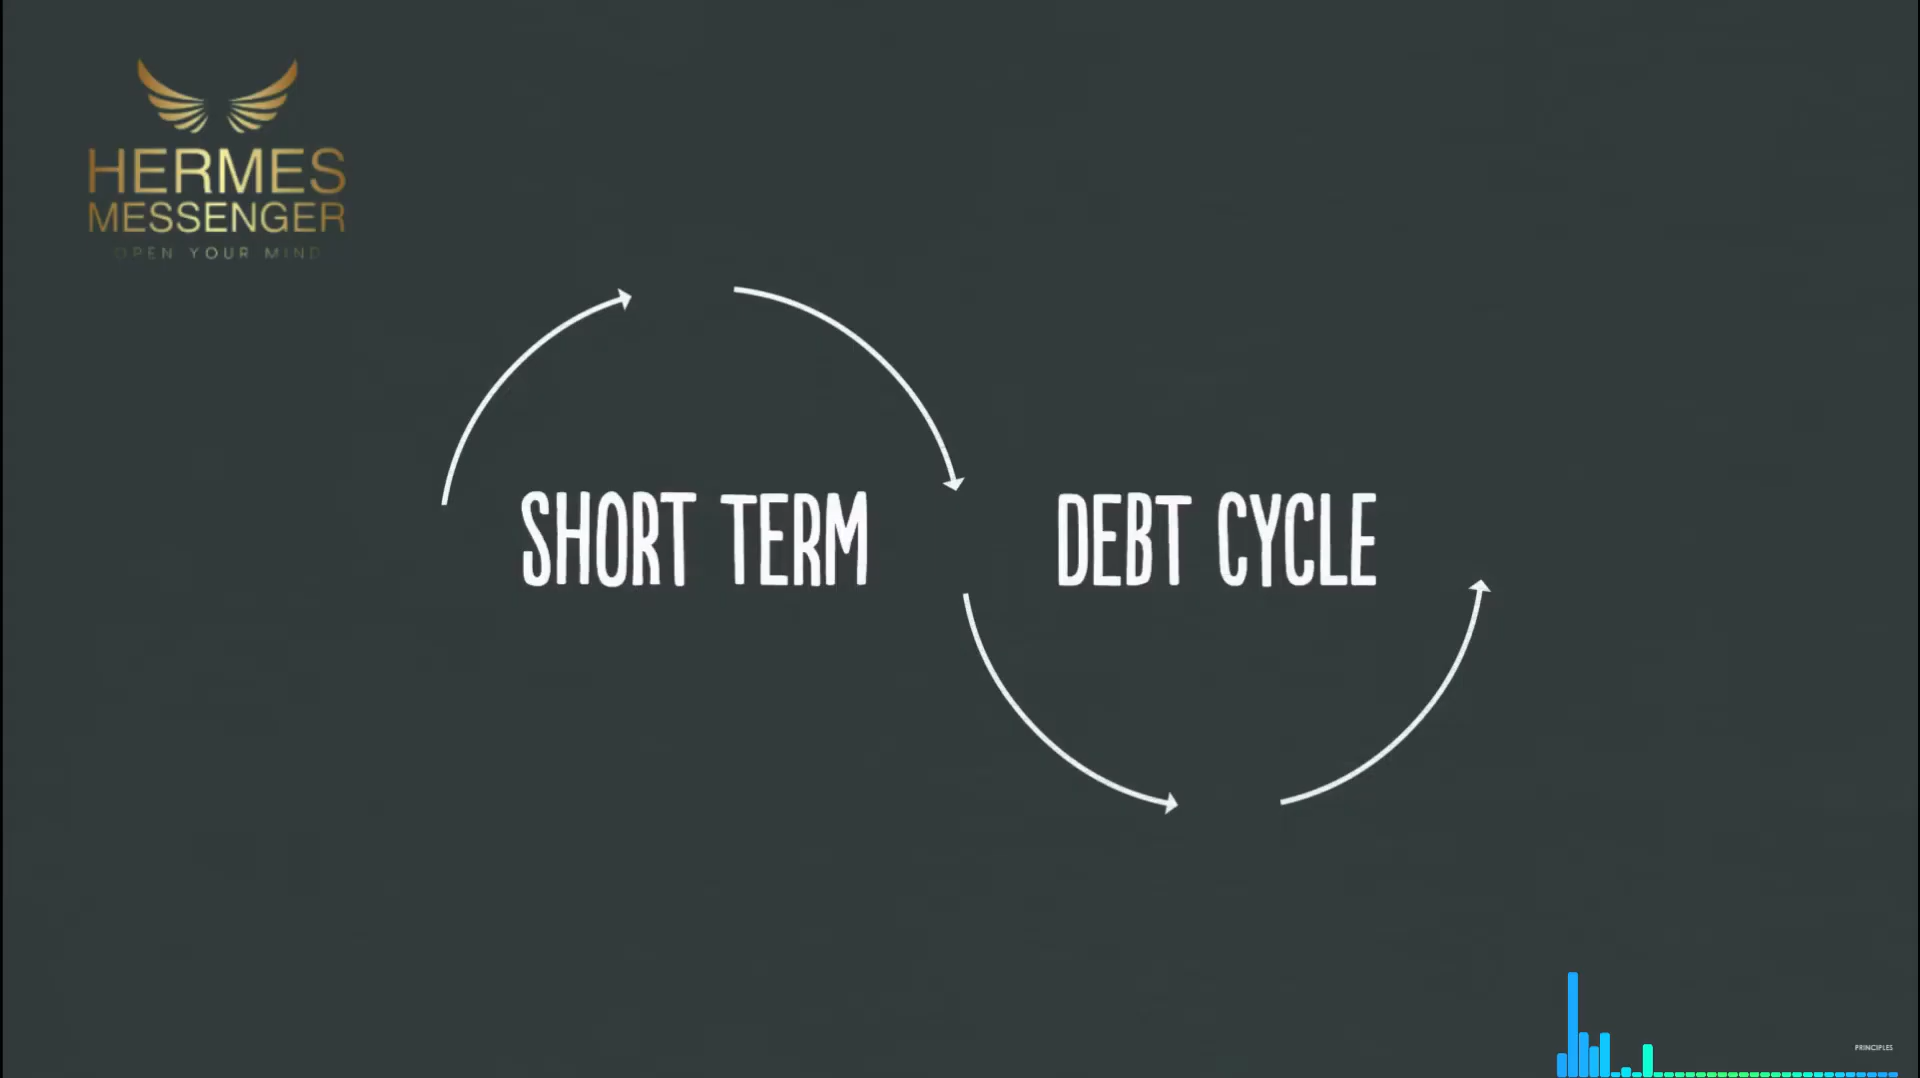 HERMES
MESSENGER
OPEN YOUR MIND
SHORT TERM DEBT CYCLE
PRINCIPLES